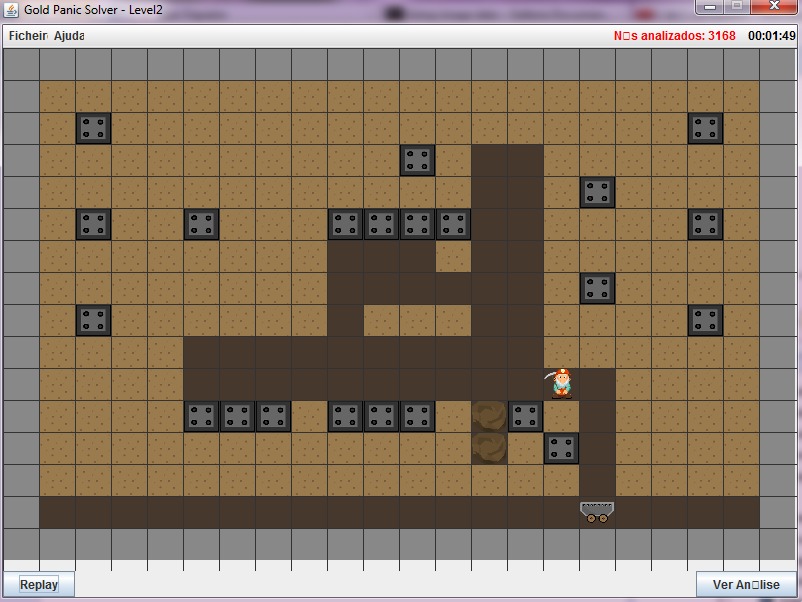 Gold Panic Solver - Level2
Ficheir Ajuda
N▯s analizados: 3168 00:01:49
Replay
Ver An▯lise